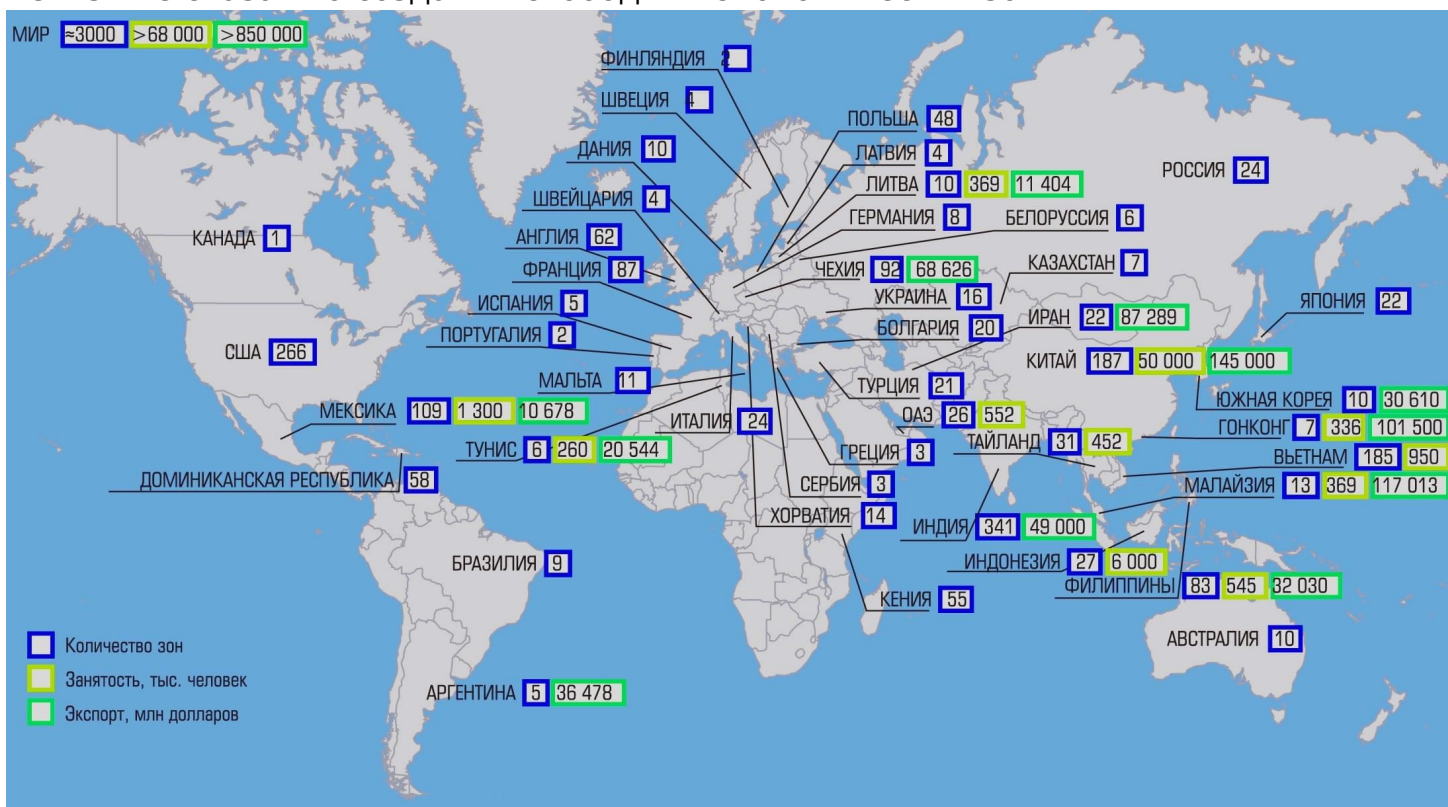 МИР ≈3000 >68 000 >850 000
ФИНЛЯНДИЯ 2
ШВЕЦИЯ 4
ДАНИЯ 10
ШВЕЙЦАРИЯ 4
АНГЛИЯ 62
ФРАНЦИЯ 87
ИСПАНИЯ 5
ПОРТУГАЛИЯ 2
МАЛЬТА 11
ПОЛЬША 48
ЛАТВИЯ 4
ЛИТВА 10 369 11 404
ГЕРМАНИЯ 8
БЕЛОРУССИЯ 6
ЧЕХИЯ 92 68 626
КАЗАХСТАН 7
УКРАИНА 16
БОЛГАРИЯ 20
ИРАН 22 87 289
РОССИЯ 24
ЯПОНИЯ 22
КИТАЙ 187 50 000 145 000
КАНАДА 1
США 266
МЕКСИКА 109 1 300 10 678
ТУНИС 6 260 20 544
ИТАЛИЯ 24
ТУРЦИЯ 21
ОАЭ 26 552
ТАЙЛАНД 31 452
ЮЖНАЯ КОРЕЯ 10 30 610
ГОНКОНГ 7 336 101 500
ВЬЕТНАМ 185 950
МАЛАЙЗИЯ 13 369 117 013
ДОМИНИКАНСКАЯ РЕСПУБЛИКА 58
ГРЕЦИЯ 3
СЕРБИЯ 3
ХОРВАТИЯ 14
ИНДИЯ 341 49 000
ИНДОНЕЗИЯ 27 6 000
ФИЛИППИНЫ 83 545 32 030
БРАЗИЛИЯ 9
КЕНИЯ 55
АВСТРАЛИЯ 10
АРГЕНТИНА 5 36 478
Количество зон
Занятость, тыс. человек
Экспорт, млн долларов